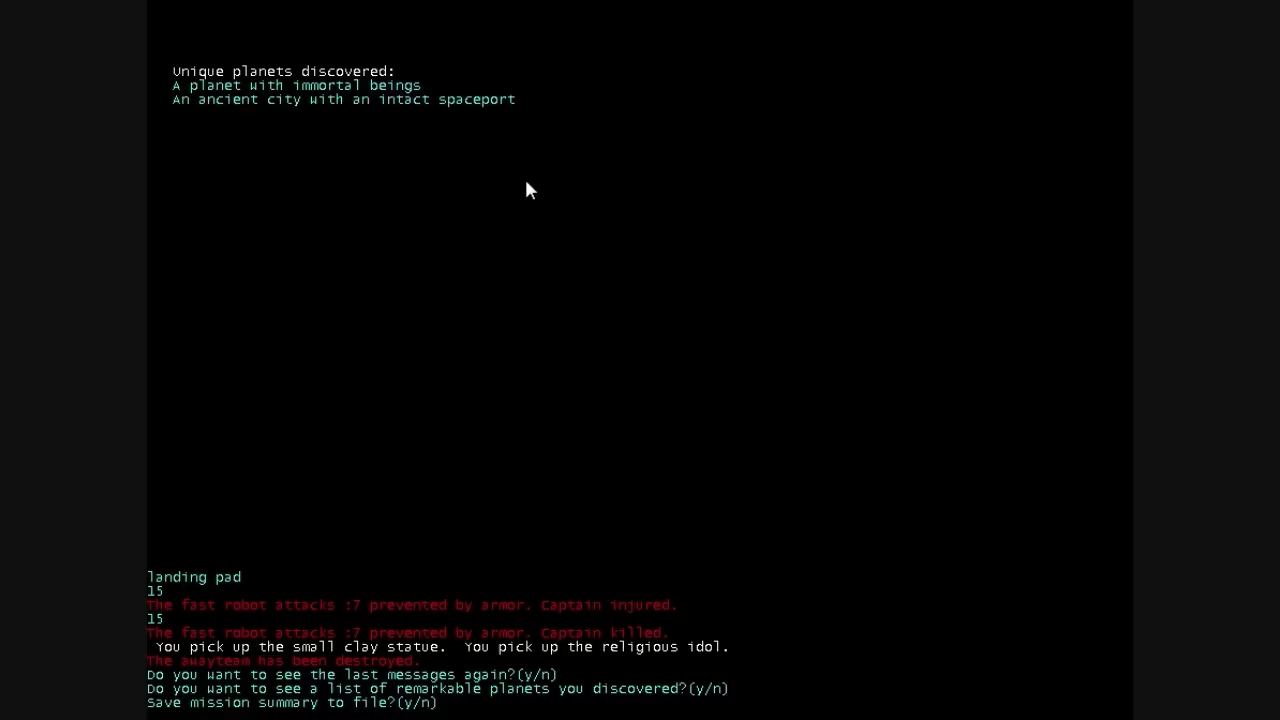 Unique planets discovered:
A planet with immortal beings
An ancient city with an intact spaceport
landing pad
15
The fast robot attacks :7 prevented by armor. Captain injured.
15
The fast robot attacks :7 prevented by armor. Captain killed.
You pick up the small clay statue.  You pick up the religious idol.
The awayteam has been destroyed.
Do you want to see the last messages again?(y/n)
Do you want to see a list of remarkable planets you discovered?(y/n)
Save mission summary to file?(y/n)